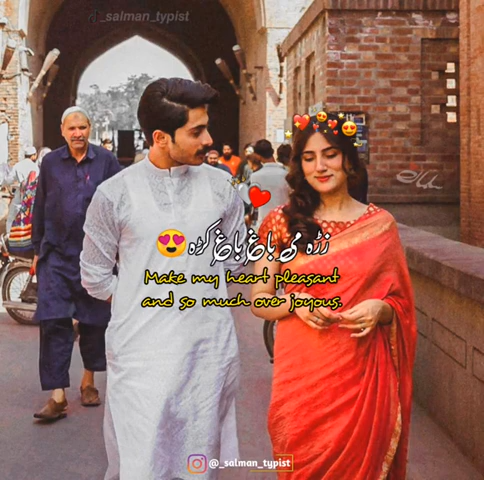 _salman_typist
زړه مې باغ باغ کړه
Make my heart pleasant
and so much over joyous.
@_salman_typist